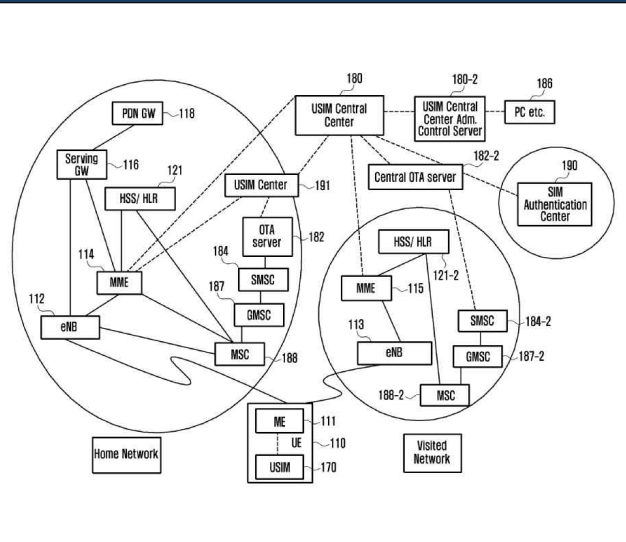 180
180-2
186
USIM Central
Center
USIM Central
Center Adm.
Control Server
PC etc.
PDN GW
118
182-2
Serving
GW
116
121
HSS/ HLR
USIM Center
191
Central OTA server
190
SIM
Authentication
Center
OTA
server
182
HSS/ HLR
121-2
114
MME
184
SMSC
187
GMSC
MME
115
112
eNB
113
eNB
SMSC
184-2
GMSC
187-2
MSC
188
188-2
MSC
ME
111
UE
110
USIM
170
Home Network
Visited
Network